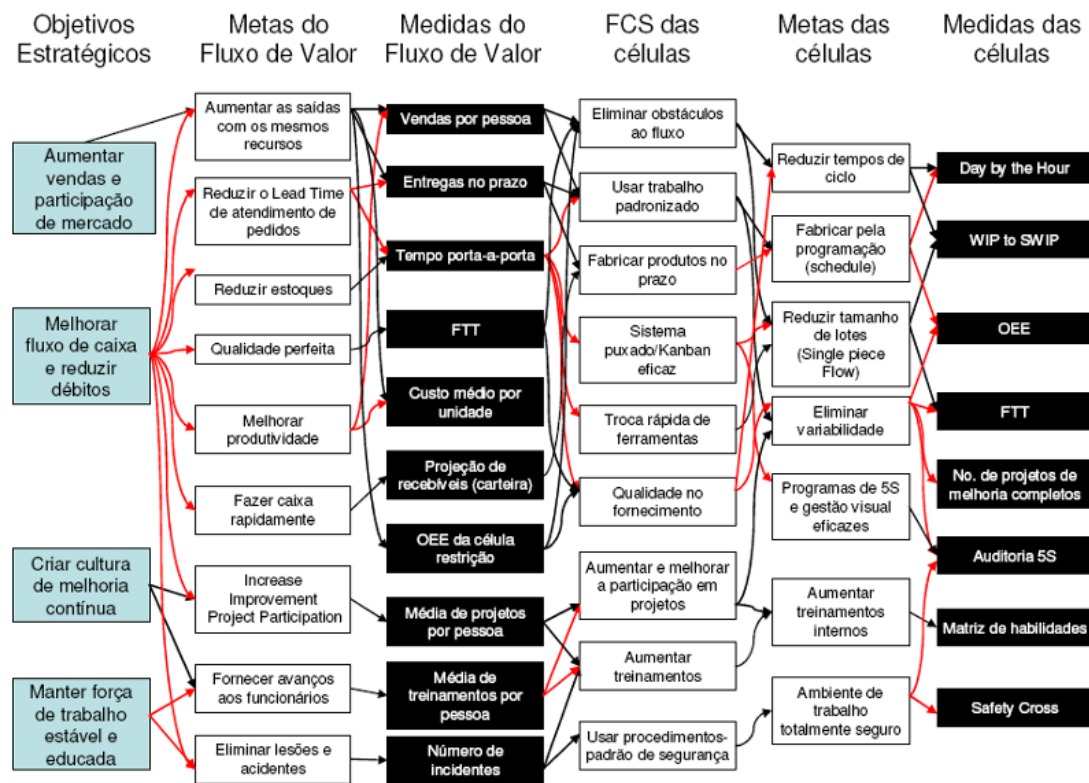 Objetivos
Estratégicos
Metas do
Fluxo de Valor
Medidas do
Fluxo de Valor
FCS das
células
Metas das
células
Medidas das
células
Aumentar
vendas e
participação
de mercado
Melhorar
fluxo de caixa
e reduzir
débitos
Criar cultura
de melhoria
contínua
Manter força
de trabalho
estável e
educada
Aumentar as saídas
com os mesmos
recursos
Reduzir o Lead Time
de atendimento de
pedidos
Reduzir estoques
Qualidade perfeita
Melhorar
produtividade
Fazer caixa
rapidamente
Increase
Improvement
Project Participation
Fornecer avanços
aos funcionários
Eliminar lesões e
acidentes
Vendas por pessoa
Entregas no prazo
Tempo porta-a-porta
FTT
Custo médio por
unidade
Projeção de
recebíveis (carteira)
OEE da célula
restrição
Média de projetos
por pessoa
Média de
treinamentos por
pessoa
Número de
incidentes
Eliminar obstáculos
ao fluxo
Usar trabalho
padronizado
Fabricar produtos no
prazo
Sistema
puxado/Kanban
eficaz
Troca rápida de
ferramentas
Qualidade no
fornecimento
Aumentar e melhorar
a participação em
projetos
Aumentar
treinamentos
Usar procedimentos-
padrão de segurança
Reduzir tempos de
ciclo
Fabricar pela
programação
(schedule)
Reduzir tamanho
de lotes
(Single piece
Flow)
Eliminar
variabilidade
Programas de 5S
e gestão visual
eficazes
Aumentar
treinamentos
internos
Ambiente de
trabalho
totalmente seguro
Day by the Hour
WIP to SWIP
OEE
FTT
No. de projetos de
melhoria completos
Auditoria 5S
Matriz de habilidades
Safety Cross